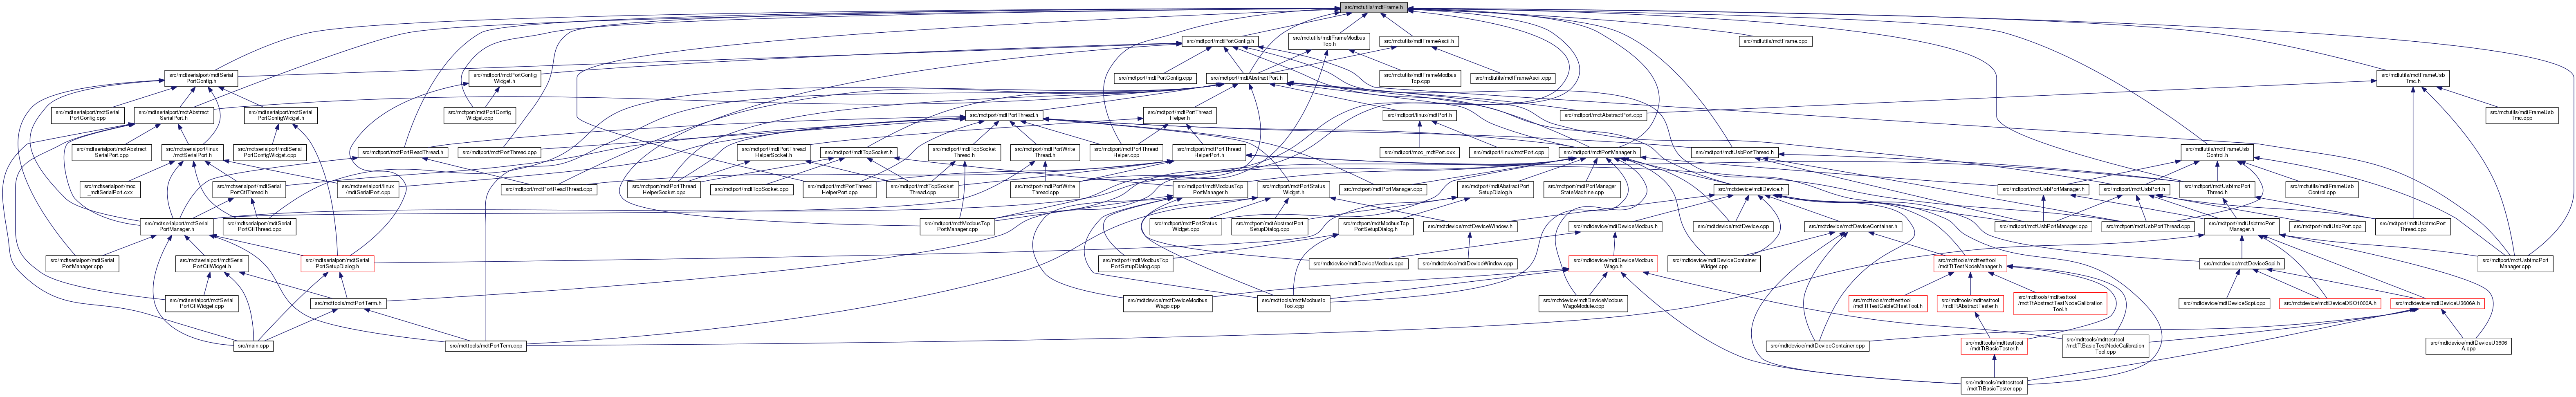 src/mdtutils/mdtFrame.h
src/mdtport/mdtPortConfig.h
src/mdtutils/mdtFrameModbus
Tcp.h
src/mdtutils/mdtFrameAscii.h
src/mdtutils/mdtFrame.cpp
src/mdtserialport/mdtSerial
PortConfig.h
src/mdtport/mdtPortConfig
Widget.h
src/mdtport/mdtPortConfig.cpp
src/mdtport/mdtAbstractPort.h
src/mdtutils/mdtFrameModbus
Tcp.cpp
src/mdtutils/mdtFrameAscii.cpp
src/mdtutils/mdtFrameUsb
Tmc.h
src/mdtserialport/mdtSerial
PortConfig.cpp
src/mdtserialport/mdtAbstract
SerialPort.h
src/mdtserialport/mdtSerial
PortConfigWidget.h
src/mdtport/mdtPortConfig
Widget.cpp
src/mdtport/mdtPortThread.h
src/mdtport/mdtPortThread
Helper.h
src/mdtport/linux/mdtPort.h
src/mdtport/mdtAbstractPort.cpp
src/mdtutils/mdtFrameUsb
Tmc.cpp
src/mdtserialport/mdtAbstract
SerialPort.cpp
src/mdtserialport/linux
/mdtSerialPort.h
src/mdtserialport/mdtSerial
PortConfigWidget.cpp
src/mdtport/mdtPortReadThread.h
src/mdtport/mdtPortThread.cpp
src/mdtport/mdtPortThread
HelperSocket.h
src/mdtport/mdtTcpSocket.h
src/mdtport/mdtTcpSocket
Thread.h
src/mdtport/mdtPortWrite
Thread.h
src/mdtport/mdtPortThread
Helper.cpp
src/mdtport/mdtPortThread
HelperPort.h
src/mdtport/moc_mdtPort.cxx
src/mdtport/linux/mdtPort.cpp
src/mdtport/mdtPortManager.h
src/mdtport/mdtUsbPortThread.h
src/mdtutils/mdtFrameUsb
Control.h
src/mdtserialport/moc
_mdtSerialPort.cxx
src/mdtserialport/mdtSerial
PortCtlThread.h
src/mdtserialport/linux
/mdtSerialPort.cpp
src/mdtport/mdtPortReadThread.cpp
src/mdtport/mdtPortThread
HelperSocket.cpp
src/mdtport/mdtTcpSocket.cpp
src/mdtport/mdtPortThread
HelperPort.cpp
src/mdtport/mdtTcpSocket
Thread.cpp
src/mdtport/mdtPortWrite
Thread.cpp
src/mdtport/mdtModbusTcp
PortManager.h
src/mdtport/mdtPortStatus
Widget.h
src/mdtport/mdtPortManager.cpp
src/mdtport/mdtAbstractPort
SetupDialog.h
src/mdtport/mdtPortManager
StateMachine.cpp
src/mdtdevice/mdtDevice.h
src/mdtport/mdtUsbPortManager.h
src/mdtport/mdtUsbPort.h
src/mdtport/mdtUsbtmcPort
Thread.h
src/mdtutils/mdtFrameUsb
Control.cpp
src/mdtserialport/mdtSerial
PortManager.h
src/mdtserialport/mdtSerial
PortCtlThread.cpp
src/mdtport/mdtModbusTcp
PortManager.cpp
src/mdtport/mdtPortStatus
Widget.cpp
src/mdtport/mdtAbstractPort
SetupDialog.cpp
src/mdtport/mdtModbusTcp
PortSetupDialog.h
src/mdtdevice/mdtDeviceWindow.h
src/mdtdevice/mdtDeviceModbus.h
src/mdtdevice/mdtDevice.cpp
src/mdtdevice/mdtDeviceContainer.h
src/mdtport/mdtUsbPortManager.cpp
src/mdtport/mdtUsbPortThread.cpp
src/mdtport/mdtUsbtmcPort
Manager.h
src/mdtport/mdtUsbPort.cpp
src/mdtport/mdtUsbtmcPort
Thread.cpp
src/mdtserialport/mdtSerial
PortManager.cpp
src/mdtserialport/mdtSerial
PortCtlWidget.h
src/mdtserialport/mdtSerial
PortSetupDialog.h
src/mdtport/mdtModbusTcp
PortSetupDialog.cpp
src/mdtdevice/mdtDeviceModbus.cpp
src/mdtdevice/mdtDeviceWindow.cpp
src/mdtdevice/mdtDeviceModbus
Wago.h
src/mdtdevice/mdtDeviceContainer
Widget.cpp
src/mdttools/mdttesttool
/mdtTtTestNodeManager.h
src/mdtdevice/mdtDeviceScpi.h
src/mdtport/mdtUsbtmcPort
Manager.cpp
src/mdtserialport/mdtSerial
PortCtlWidget.cpp
src/mdttools/mdtPortTerm.h
src/mdtdevice/mdtDeviceModbus
Wago.cpp
src/mdttools/mdtModbusIo
Tool.cpp
src/mdtdevice/mdtDeviceModbus
WagoModule.cpp
src/mdttools/mdttesttool
/mdtTtTestCableOffsetTool.h
src/mdttools/mdttesttool
/mdtTtAbstractTester.h
src/mdttools/mdttesttool
/mdtTtAbstractTestNodeCalibration
Tool.h
src/mdtdevice/mdtDeviceScpi.cpp
src/mdtdevice/mdtDeviceDSO1000A.h
src/mdtdevice/mdtDeviceU3606A.h
src/main.cpp
src/mdttools/mdtPortTerm.cpp
src/mdtdevice/mdtDeviceContainer.cpp
src/mdttools/mdttesttool
/mdtTtBasicTester.h
src/mdttools/mdttesttool
/mdtTtBasicTestNodeCalibration
Tool.cpp
src/mdtdevice/mdtDeviceU3606
A.cpp
src/mdttools/mdttesttool
/mdtTtBasicTester.cpp